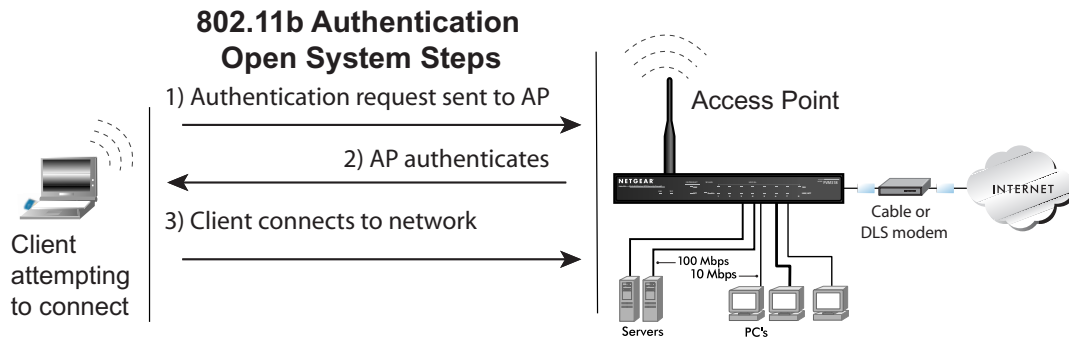 802.11b Authentication
Open System Steps
1) Authentication request sent to AP
2) AP authenticates
3) Client connects to network
Client
attempting
to connect
Access Point
NETGEAR
INTERNET
Cable or
DLS modem
100 Mbps
10 Mbps
Servers
PC's